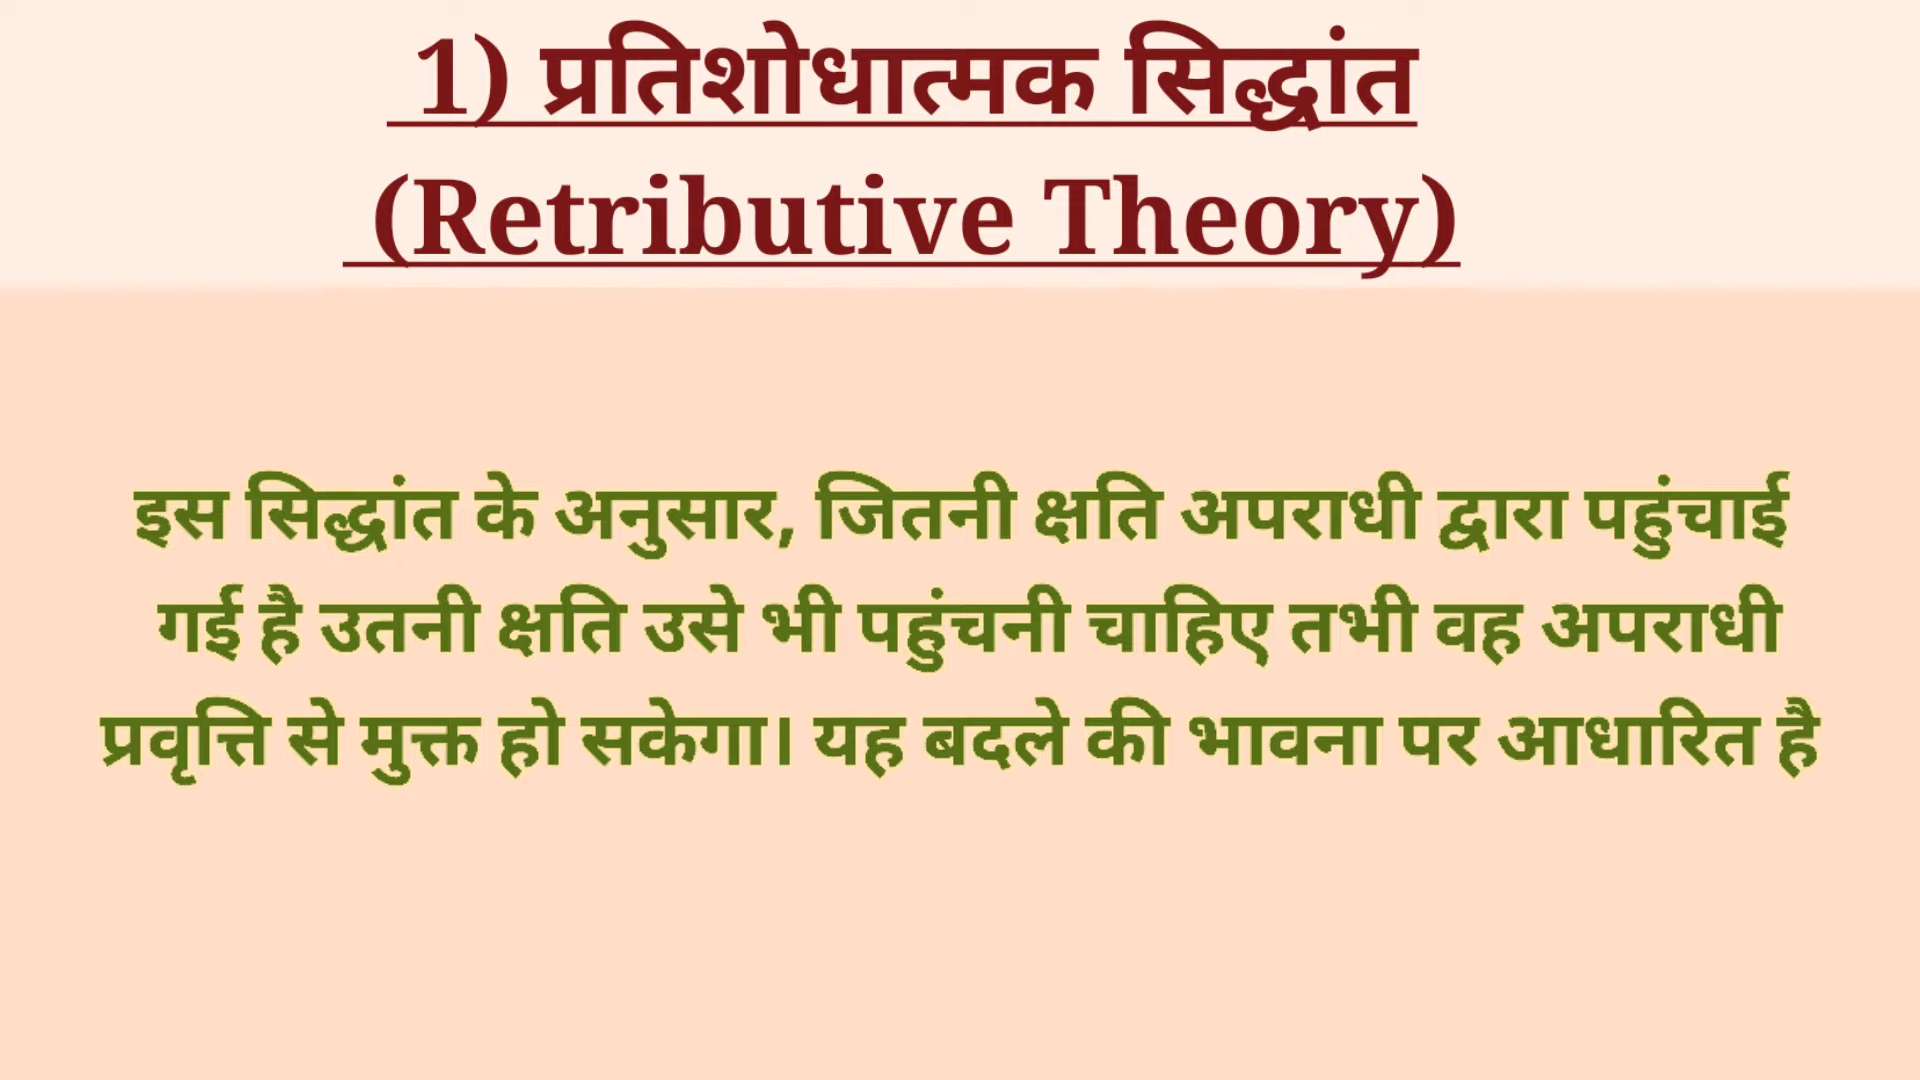 1) प्रतिशोधात्मक सिद्धांत
(Retributive Theory)
इस सिद्धांत के अनुसार, जितनी क्षति अपराधी द्वारा पहुंचाई
गई है उतनी क्षति उसे भी पहुंचनी चाहिए तभी वह अपराधी
प्रवृत्ति से मुक्त हो सकेगा। यह बदले की भावना पर आधारित है